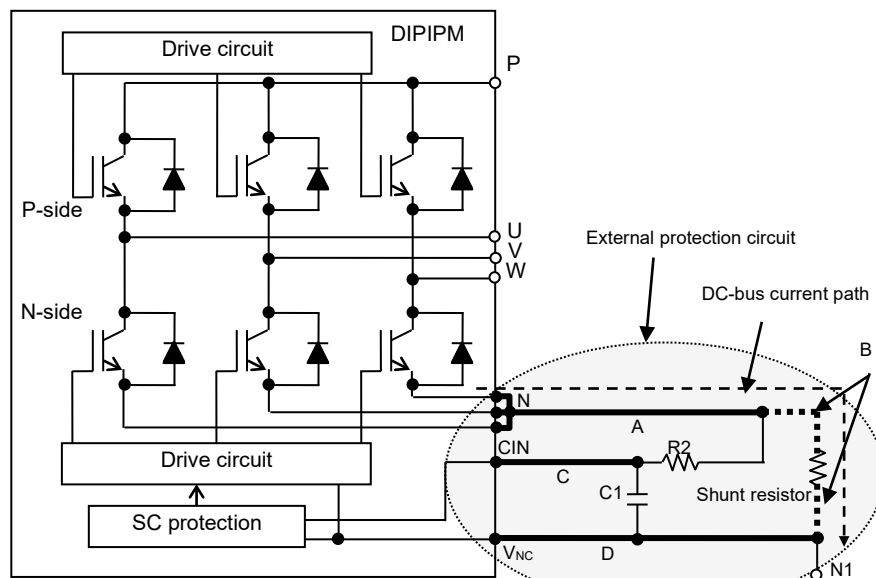 DIPIPM
Drive circuit
P
P-side
U
V
W
External protection circuit
N-side
DC-bus current path
B
N
A
CIN
R2
Drive circuit
C
C1
Shunt resistor
SC protection
VNC
D
N1